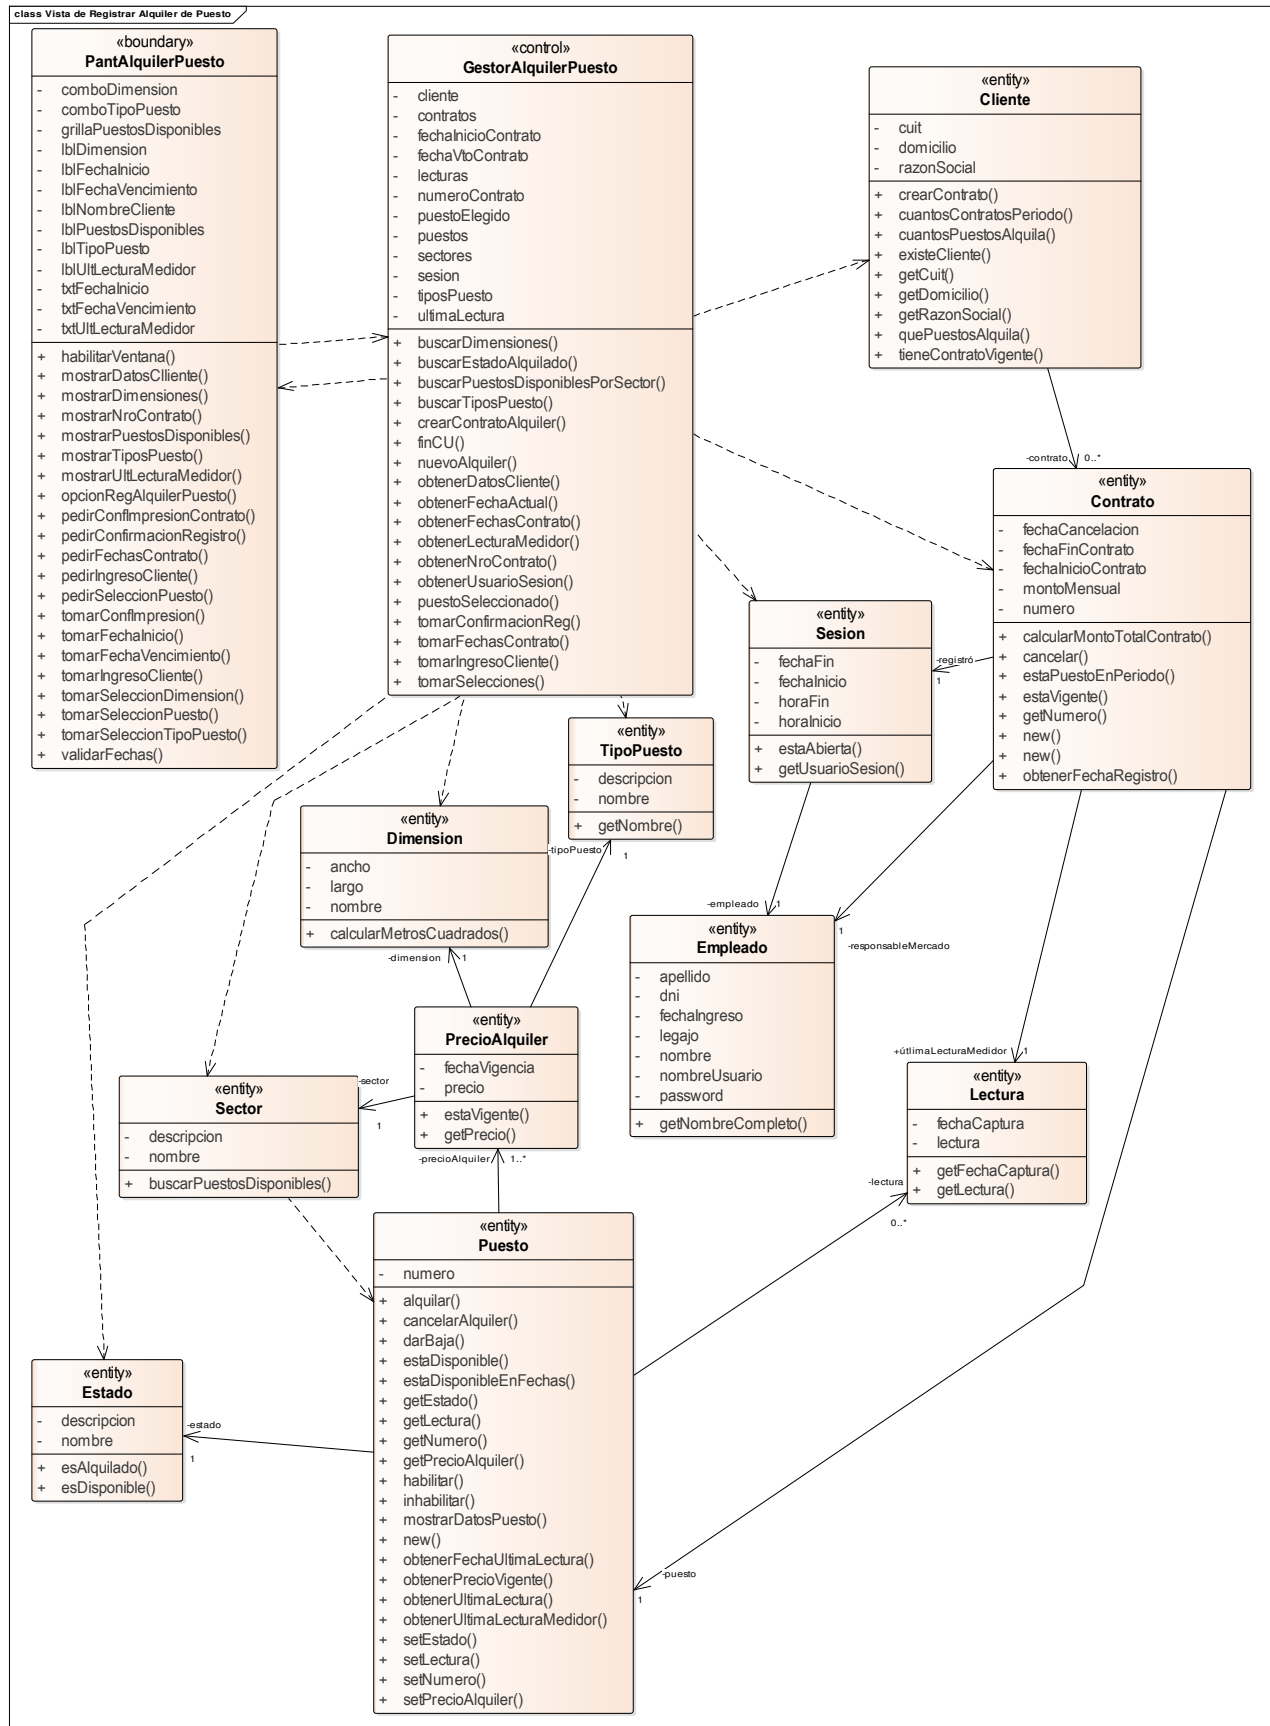 class Vista de Registrar Alquiler de Puesto
«boundary»
PantAlquilerPuesto
- comboDimension
- comboTipoPuesto
- grillaPuestosDisponibles
- lblDimension
- lblFechaInicio
- lblFechaVencimiento
- lblNombreCliente
- lblPuestosDisponibles
- lblTipoPuesto
- lblUltLecturaMedidor
- txtFechaInicio
- txtFechaVencimiento
- txtUltLecturaMedidor
+ habilitarVentana()
+ mostrarDatosClliente()
+ mostrarDimensiones()
+ mostrarNroContrato()
+ mostrarPuestosDisponibles()
+ mostrarTiposPuesto()
+ mostrarUltLecturaMedidor()
+ opcionRegAlquilerPuesto()
+ pedirConfImpresionContrato()
+ pedirConfirmacionRegistro()
+ pedirFechasContrato()
+ pedirIngresoCliente()
+ pedirSeleccionPuesto()
+ tomarConfImpresion()
+ tomarFechaInicio()
+ tomarFechaVencimiento()
+ tomarIngresoCliente()
+ tomarSeleccionDimension()
+ tomarSeleccionPuesto()
+ tomarSeleccionTipoPuesto()
+ validarFechas()
«control»
GestorAlquilerPuesto
- cliente
- contratos
- fechaInicioContrato
- fechaVtoContrato
- lecturas
- numeroContrato
- puestoElegido
- puestos
- sectores
- sesion
- tiposPuesto
- ultimaLectura
+ buscarDimensiones()
+ buscarEstadoAlquilado()
+ buscarPuestosDisponiblesPorSector()
+ buscarTiposPuesto()
+ crearContratoAlquiler()
+ finCU()
+ nuevoAlquiler()
+ obtenerDatosCliente()
+ obtenerFechaActual()
+ obtenerFechasContrato()
+ obtenerLecturaMedidor()
+ obtenerNroContrato()
+ obtenerUsuarioSesion()
+ puestoSeleccionado()
+ tomarConfirmacionReg()
+ tomarFechasContrato()
+ tomarIngresoCliente()
+ tomarSelecciones()
«entity»
Cliente
- cuit
- domicilio
- razonSocial
+ crearContrato()
+ cuantosContratosPeriodo()
+ cuantosPuestosAlquila()
+ existeCliente()
+ getCuit()
+ getDomicilio()
+ getRazonSocial()
+ quePuestosAlquila()
+ tieneContratoVigente()
-contrato 0..*
«entity»
Contrato
- fechaCancelacion
- fechaFinContrato
- fechaInicioContrato
- montoMensual
- numero
+ calcularMontoTotalContrato()
+ cancelar()
+ estaPuestoEnPeriodo()
+ estaVigente()
+ getNumero()
+ new()
+ new()
+ obtenerFechaRegistro()
«entity»
Sesion
- fechaFin
- fechaInicio
- horaFin
- horaInicio
+ estaAbierta()
+ getUsuarioSesion()
-registró
1
«entity»
TipoPuesto
- descripcion
- nombre
+ getNombre()
-tipoPuesto
1
«entity»
Dimension
- ancho
- largo
- nombre
+ calcularMetrosCuadrados()
-dimension 1
-empleado 1
«entity»
Empleado
- apellido
- dni
- fechaIngreso
- legajo
- nombre
- nombreUsuario
- password
+ getNombreCompleto()
1
-responsableMercado
«entity»
PrecioAlquiler
- fechaVigencia
- precio
+ estaVigente()
+ getPrecio()
-precioAlquiler 1..*
-sector
1
«entity»
Sector
- descripcion
- nombre
+ buscarPuestosDisponibles()
+útlimaLecturaMedidor 1
«entity»
Lectura
- fechaCaptura
- lectura
+ getFechaCaptura()
+ getLectura()
-lectura
0..*
«entity»
Puesto
- numero
+ alquilar()
+ cancelarAlquiler()
+ darBaja()
+ estaDisponible()
+ estaDisponibleEnFechas()
+ getEstado()
+ getLectura()
+ getNumero()
+ getPrecioAlquiler()
+ habilitar()
+ inhabilitar()
+ mostrarDatosPuesto()
+ new()
+ obtenerFechaUltimaLectura()
+ obtenerPrecioVigente()
+ obtenerUltimaLectura()
+ obtenerUltimaLecturaMedidor()
+ setEstado()
+ setLectura()
+ setNumero()
+ setPrecioAlquiler()
-puesto
1
«entity»
Estado
- descripcion
- nombre
+ esAlquilado()
+ esDisponible()
-estado
1